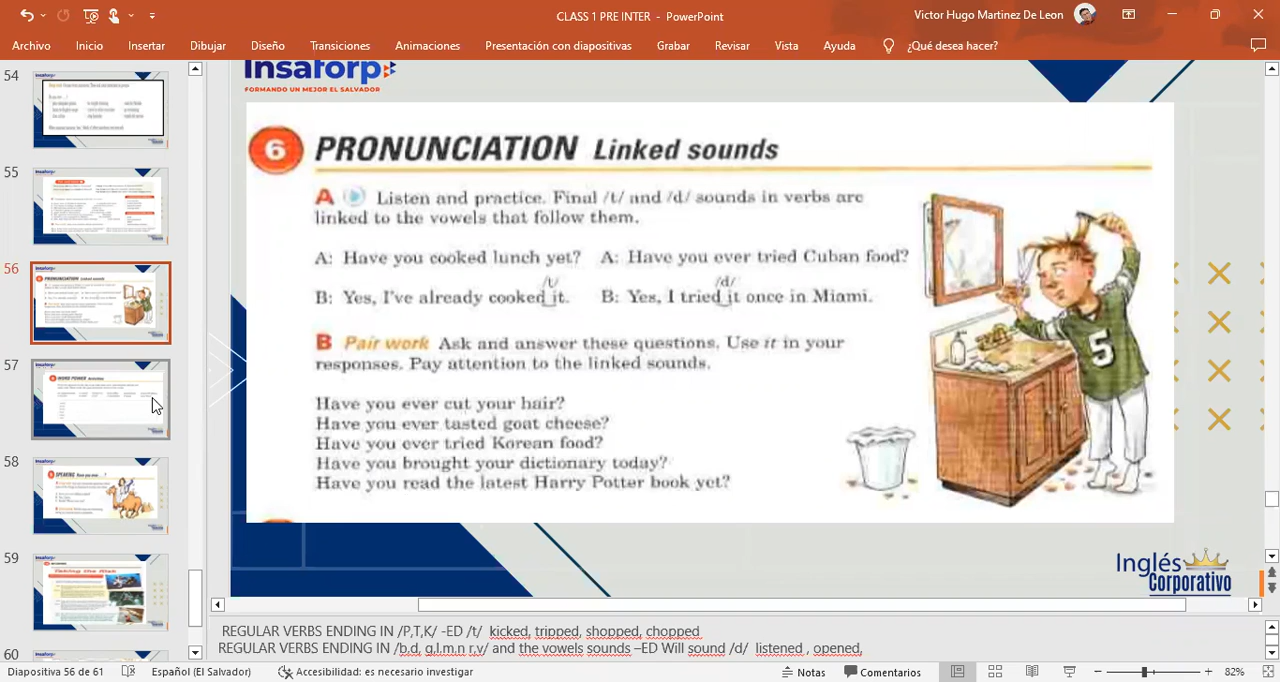 CLASS 1 PRE INTER - PowerPoint
Victor Hugo Martinez De Leon
Archivo Inicio Insertar Dibujar Diseño Transiciones Animaciones Presentación con diapositivas Grabar Revisar Vista Ayuda ¿Qué desea hacer?
54
55
56
57
58
59
60
Insaforp
FORMANDO UN MEJOR EL SALVADOR
6 PRONUNCIATION Linked sounds
A Listen and practice. Final /t/ and /d/ sounds in verbs are
linked to the vowels that follow them.
A: Have you cooked lunch yet? A: Have you ever tried Cuban food?
/t/ /d/
B: Yes, I've already cooked it. B: Yes, I tried it once in Miami.
B Pair work Ask and answer these questions. Use it in your
responses. Pay attention to the linked sounds.
Have you ever cut your hair?
Have you ever tasted goat cheese?
Have you ever tried Korean food?
Have you brought your dictionary today?
Have you read the latest Harry Potter book yet?
5
Inglés
Corporativo
REGULAR VERBS ENDING IN /P,T,K/ -ED /t/ kicked, tripped, shopped, chopped
REGULAR VERBS ENDING IN /b,d, g,l,m,n r,v/ and the vowels sounds –ED Will sound /d/ listened , opened,
Diapositiva 56 de 61 Español (El Salvador) Accesibilidad: es necesario investigar Notas Comentarios 82%